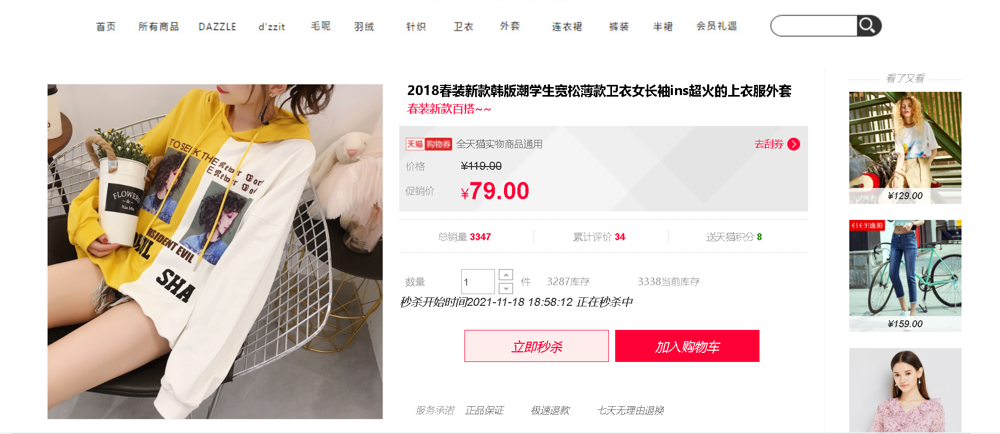 首页 所有商品 DAZZLE d'zzit 毛呢 羽绒 针织 卫衣 外套 连衣裙 裤装 半裙 会员礼遇
2018春装新款韩版潮学生宽松薄款卫衣女长袖ins超火的上衣服外套
春装新款百搭~~
天猫 购物券 全天猫实物商品通用 去刮券
价格 ¥119.00
促销价 ¥79.00
总销量 3347 累计评价 34 送天猫积分 8
数量 1 件 3287库存 3338当前库存
秒杀开始时间2021-11-18 18:58:12 正在秒杀中
立即秒杀 加入购物车
服务承诺 正品保证 极速退款 七天无理由退换
看了又看
¥129.00
ESE·Y逸阳
¥159.00
TO SEEK THE
Newer Wor
E Newer Wo
FLOWERS
&
Xia.Mu
RSIDENT EVIL
SHA